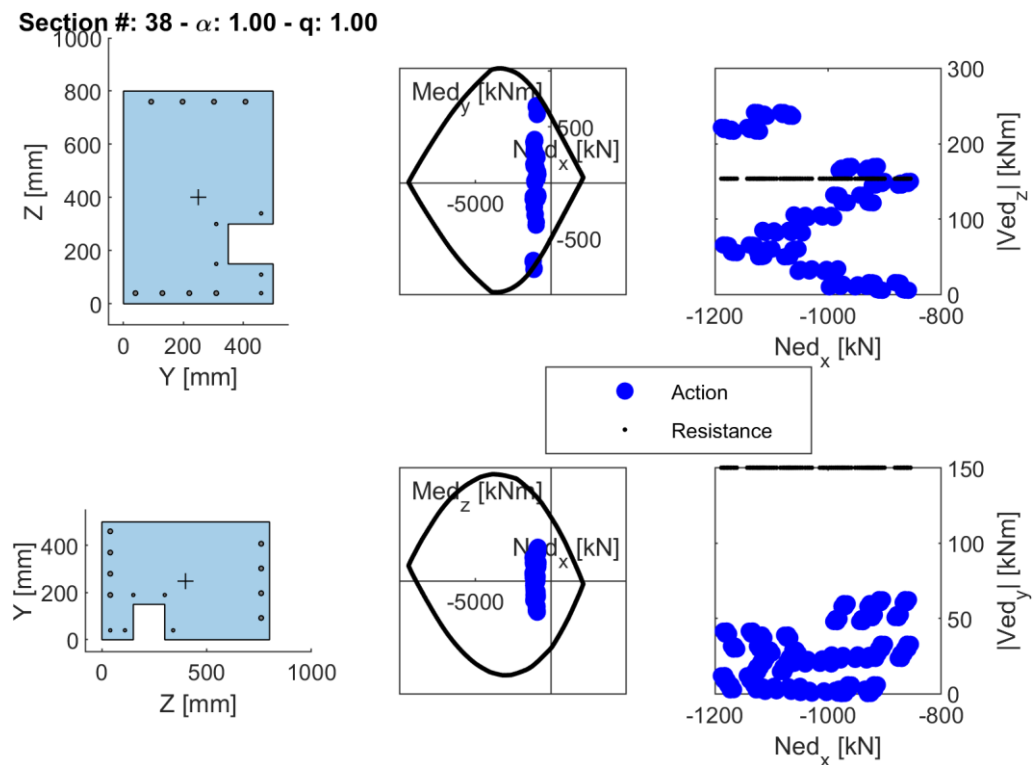 Section #: 38 - α: 1.00 - q: 1.00
1000
800
600
400
200
0
Z [mm]
0 200 400
Y [mm]
Med_y [kNm]
500
Ned_x [kN]
-5000
-500
300
200
100
0
|Ved_z| [kNm]
-1200 -1000 -800
Ned_x [kN]
Action
Resistance
400
200
0
Y [mm]
0 500 1000
Z [mm]
Med_z [kNm]
Ned_x [kN]
-5000
150
100
50
0
|Ved_y| [kNm]
-1200 -1000 -800
Ned_x [kN]